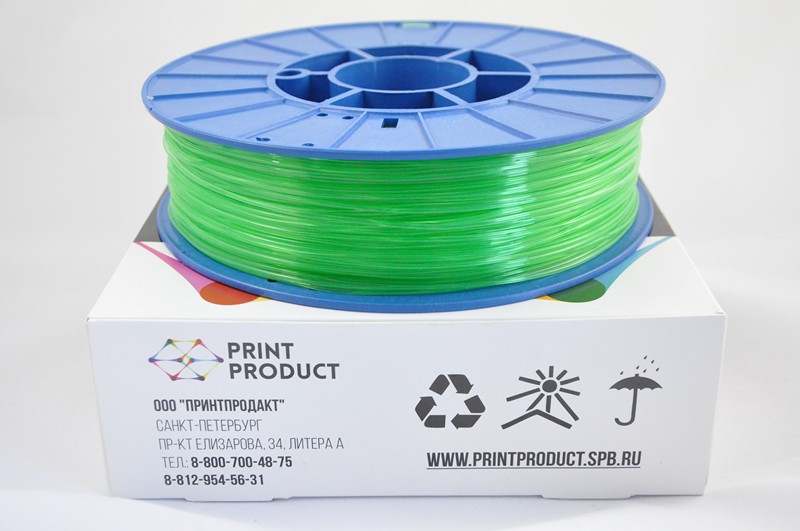 PRINT
PRODUCT
ООО "ПРИНТПРОДАКТ"
САНКТ-ПЕТЕРБУРГ
ПР-КТ ЕЛИЗАРОВА, 34, ЛИТЕРА А
ТЕЛ.: 8-800-700-48-75
8-812-954-56-31
WWW.PRINTPRODUCT.SPB.RU